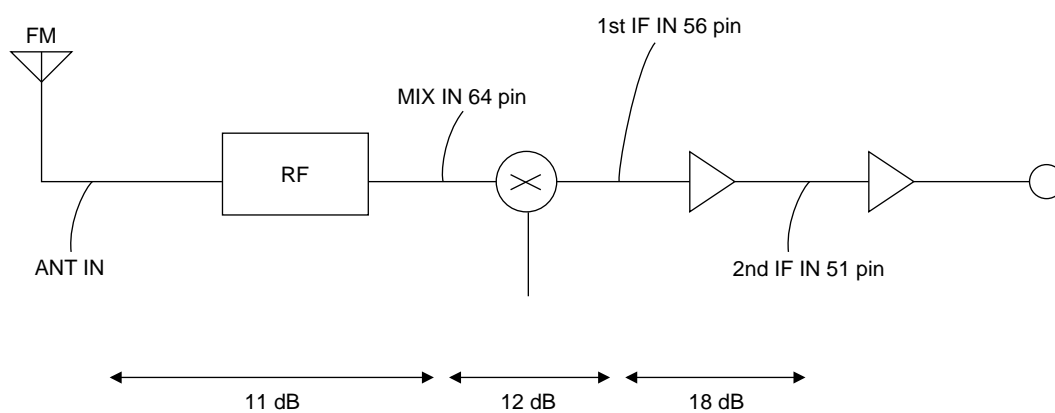 FM
1st IF IN 56 pin
MIX IN 64 pin
RF
ANT IN
2nd IF IN 51 pin
11 dB
12 dB
18 dB